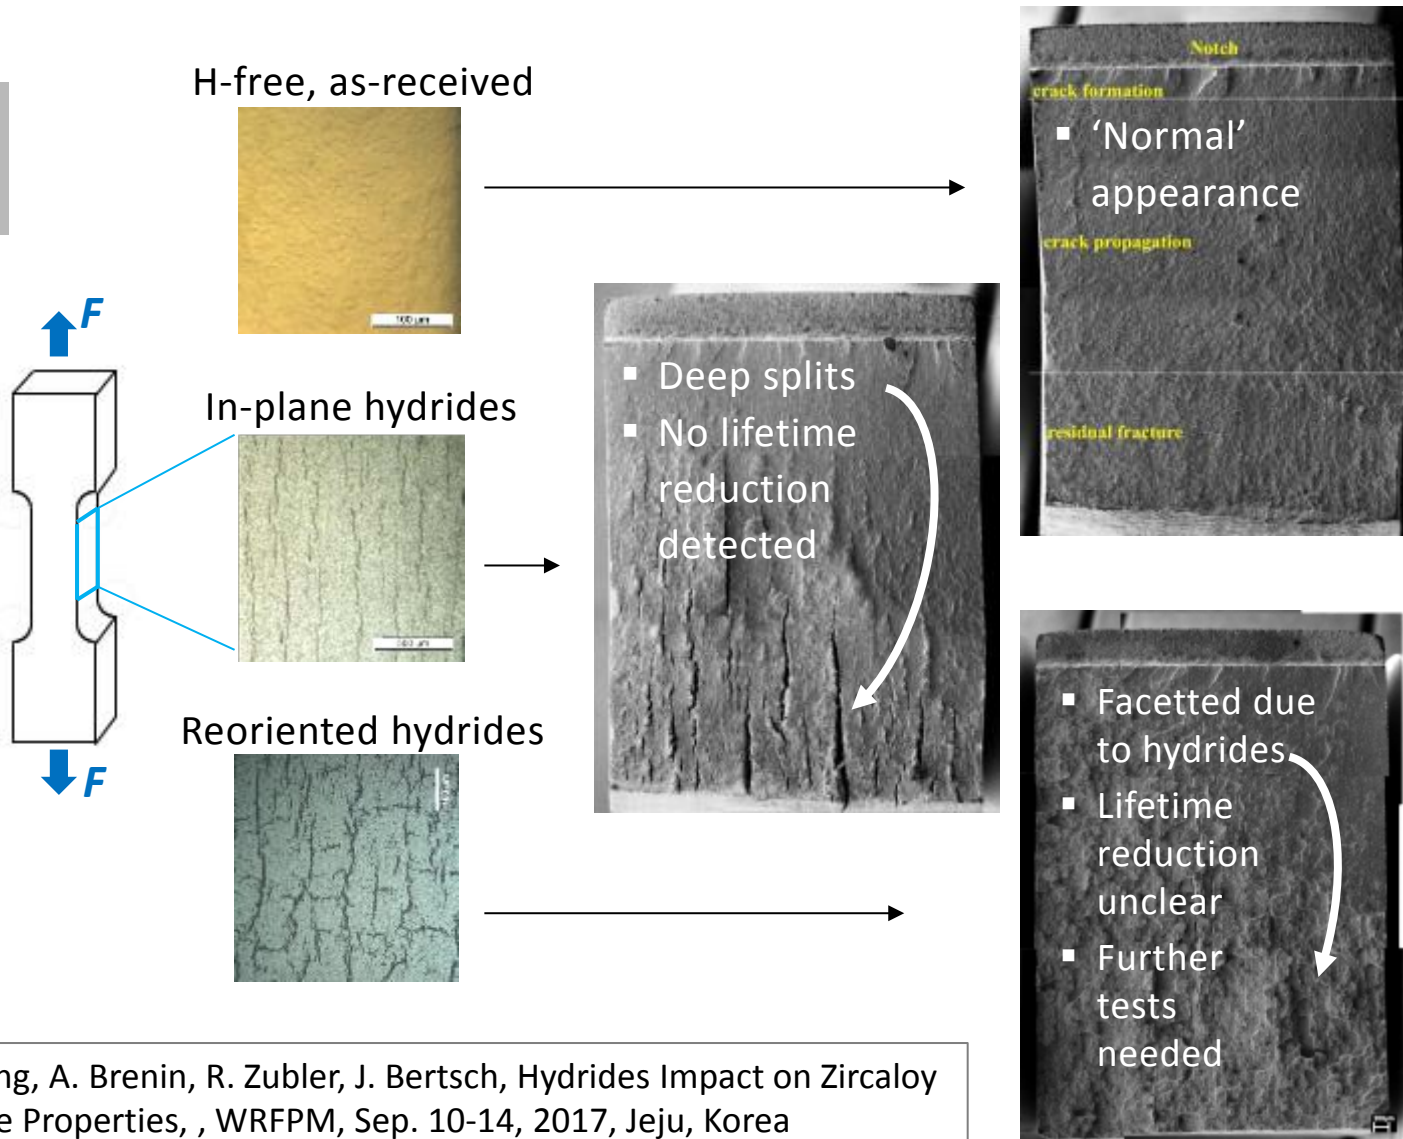 H-free, as-received
100 µm
In-plane hydrides
Reoriented hydrides
F
F
▪ Deep splits
▪ No lifetime
reduction
detected
Notch
crack formation
▪ ‘Normal’
appearance
crack propagation
residual fracture
▪ Facetted due
to hydrides
▪ Lifetime
reduction
unclear
▪ Further
tests
needed
ng, A. Brenin, R. Zubler, J. Bertsch, Hydrides Impact on Zircaloy
e Properties, , WRFPM, Sep. 10-14, 2017, Jeju, Korea